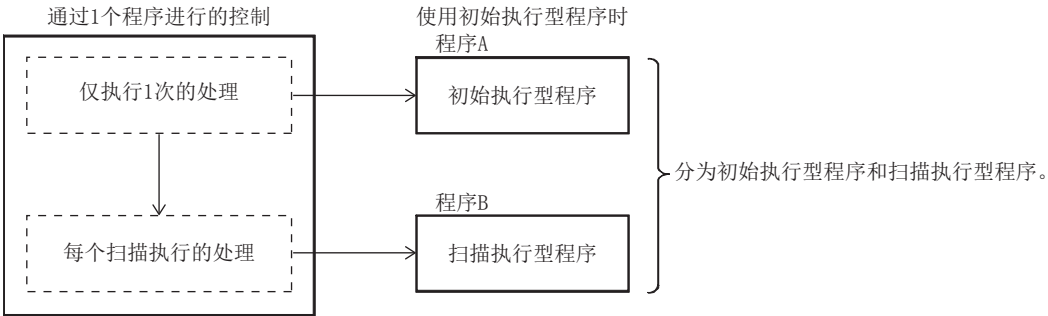 通过1个程序进行的控制
使用初始执行型程序时
程序A
仅执行1次的处理
初始执行型程序
分为初始执行型程序和扫描执行型程序。
程序B
每个扫描执行的处理
扫描执行型程序